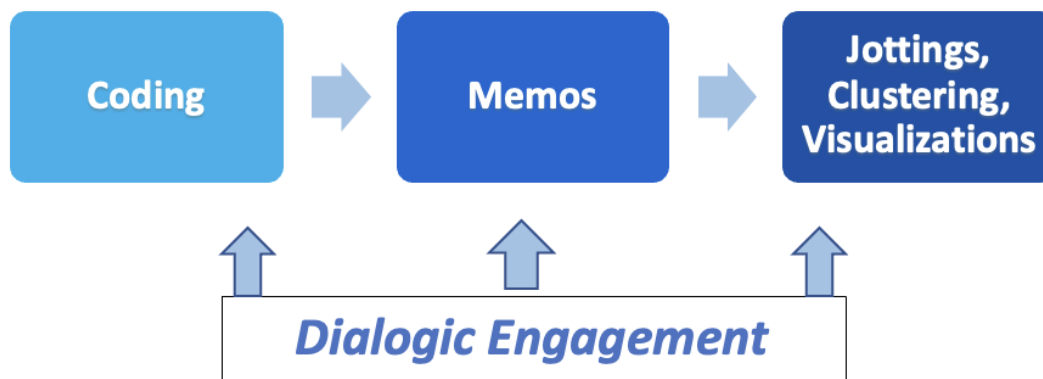 Coding
Memos
Jottings,
Clustering,
Visualizations
Dialogic Engagement